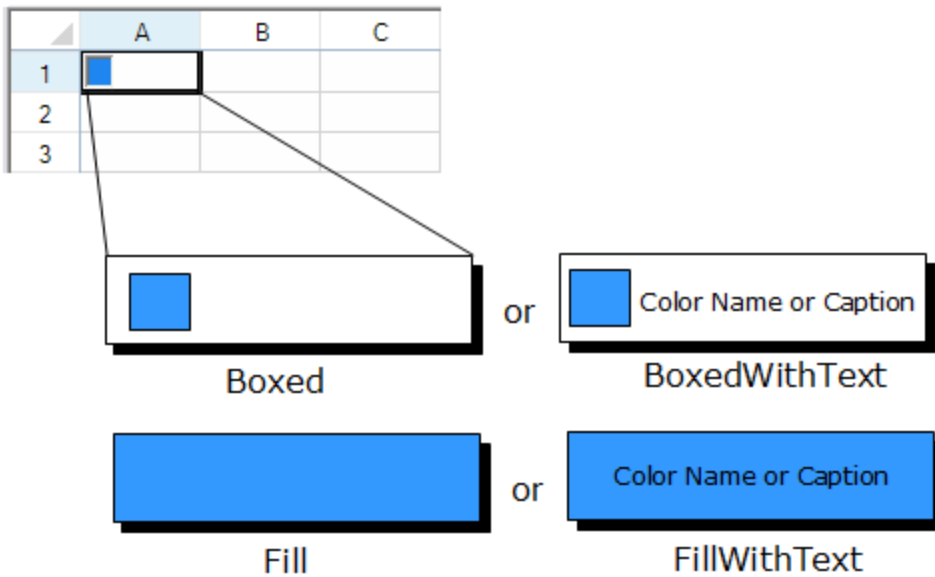 A B C
1
2
3
or
Color Name or Caption
Boxed
BoxedWithText
or
Color Name or Caption
Fill
FillWithText